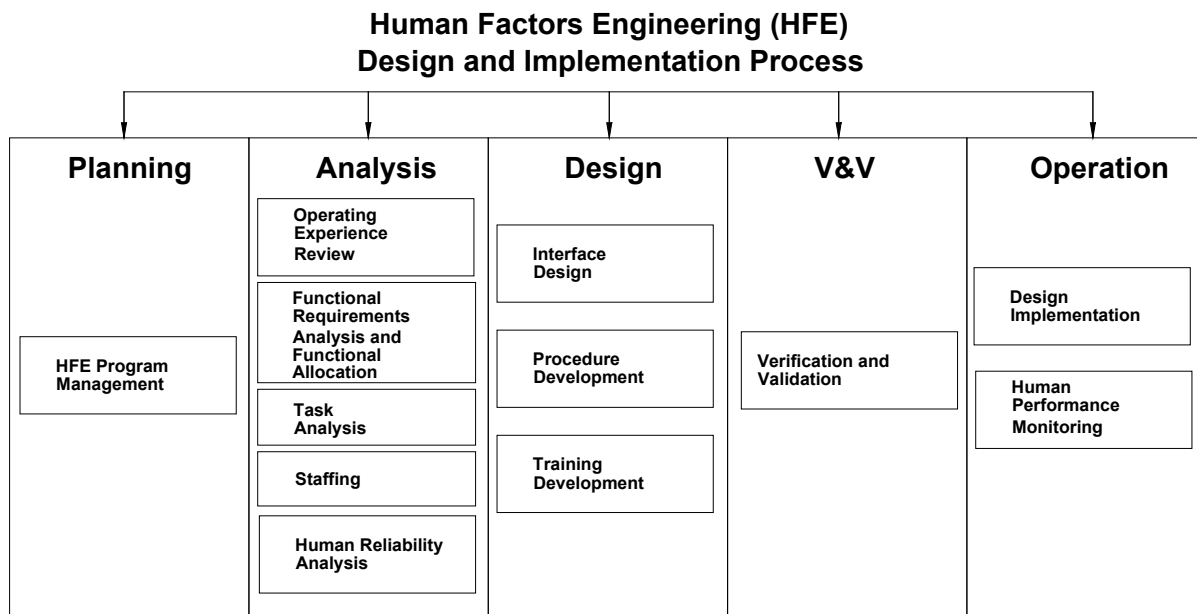 Human Factors Engineering (HFE)
Design and Implementation Process
Planning
HFE Program
Management
Analysis
Operating
Experience
Review
Functional
Requirements
Analysis and
Functional
Allocation
Task
Analysis
Staffing
Human Reliability
Analysis
Design
Interface
Design
Procedure
Development
Training
Development
V&V
Verification and
Validation
Operation
Design
Implementation
Human
Performance
Monitoring